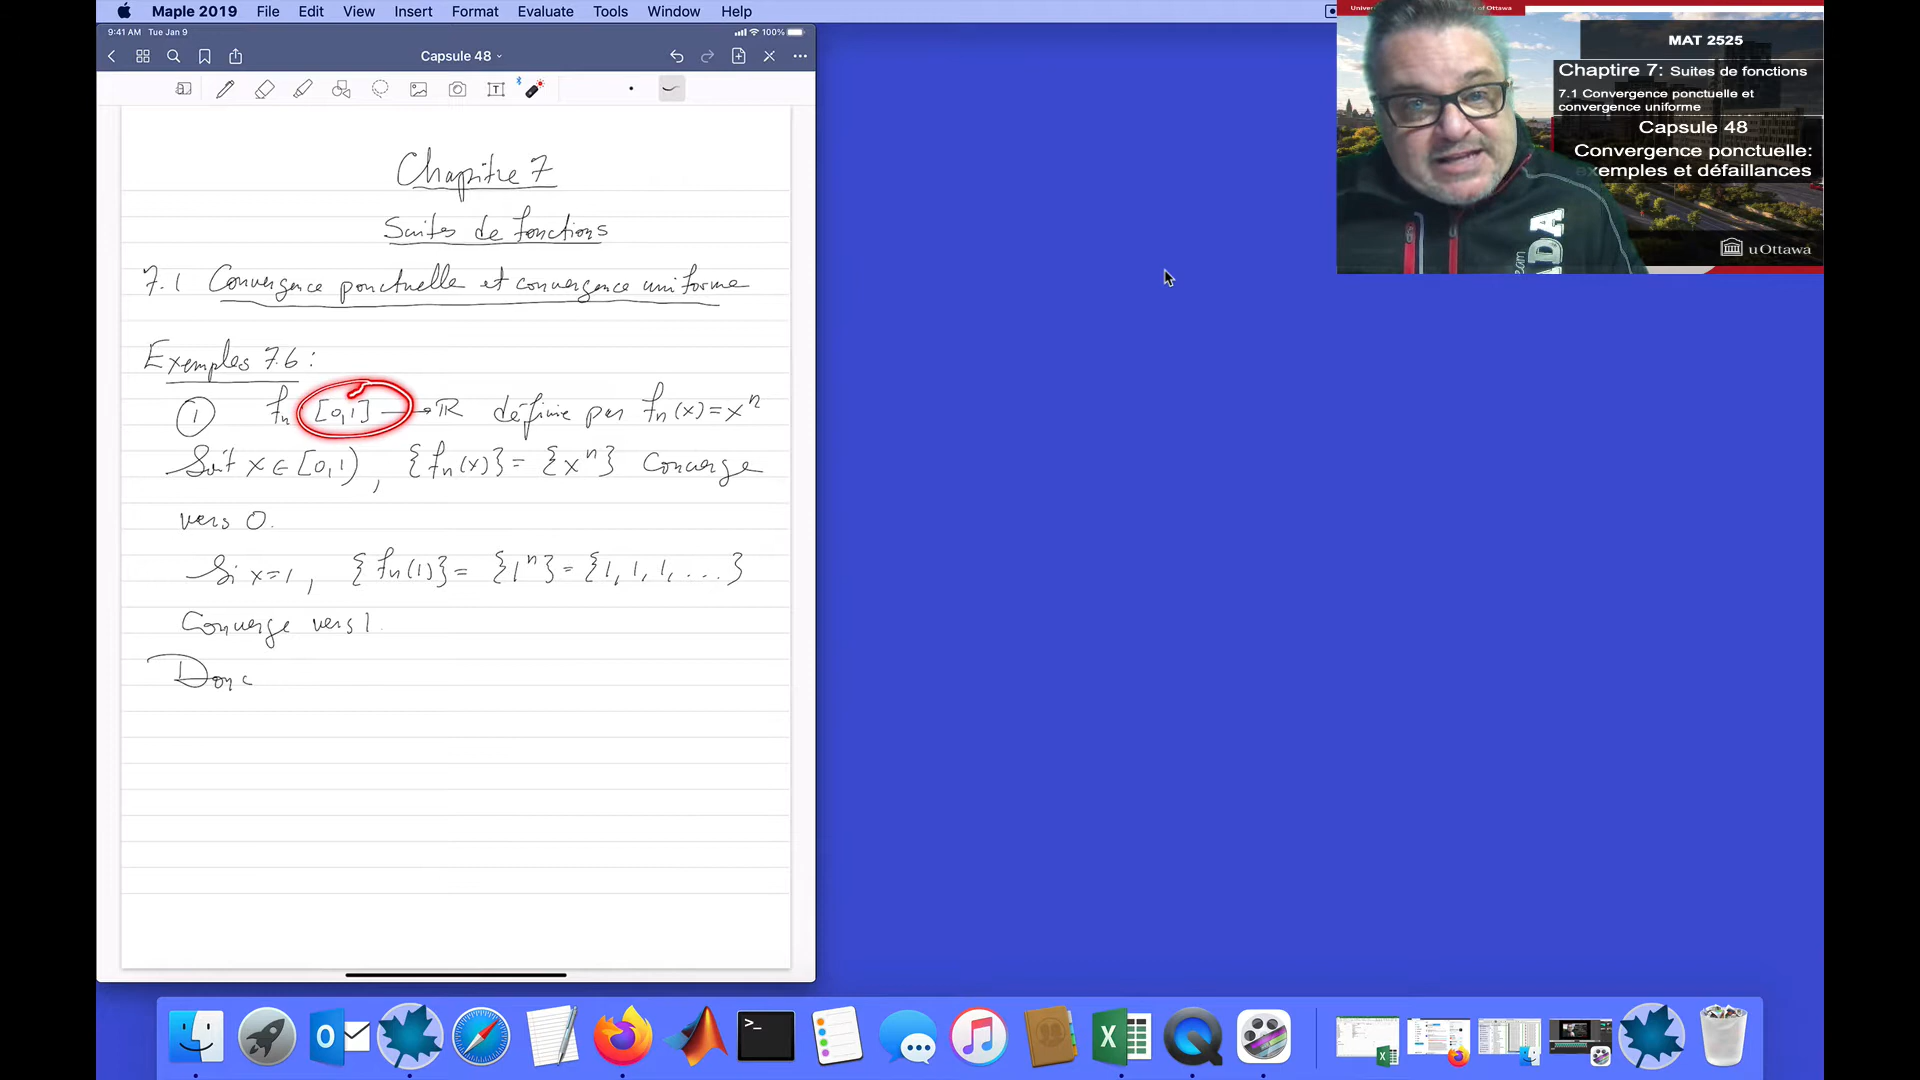 Maple 2019 File Edit View Insert Format Evaluate Tools Window Help
9:41 AM Tue Jan 9
100%
Capsule 48
Chapitre 7
Suites de fonctions
7.1 Convergence ponctuelle et convergence uniforme
Exemples 7.6 :
① fn [0,1] → ℝ définie par fn(x) = x^n
Soit x ∈ [0,1), {fn(x)} = {x^n} Converge
vers 0.
Si x=1, {fn(1)} = {1^n} = {1, 1, 1, ...}
Converge vers 1.
Donc
of Ottawa
MAT 2525
Chaptire 7: Suites de fonctions
7.1 Convergence ponctuelle et
convergence uniforme
Capsule 48
Convergence ponctuelle:
exemples et défaillances
uOttawa